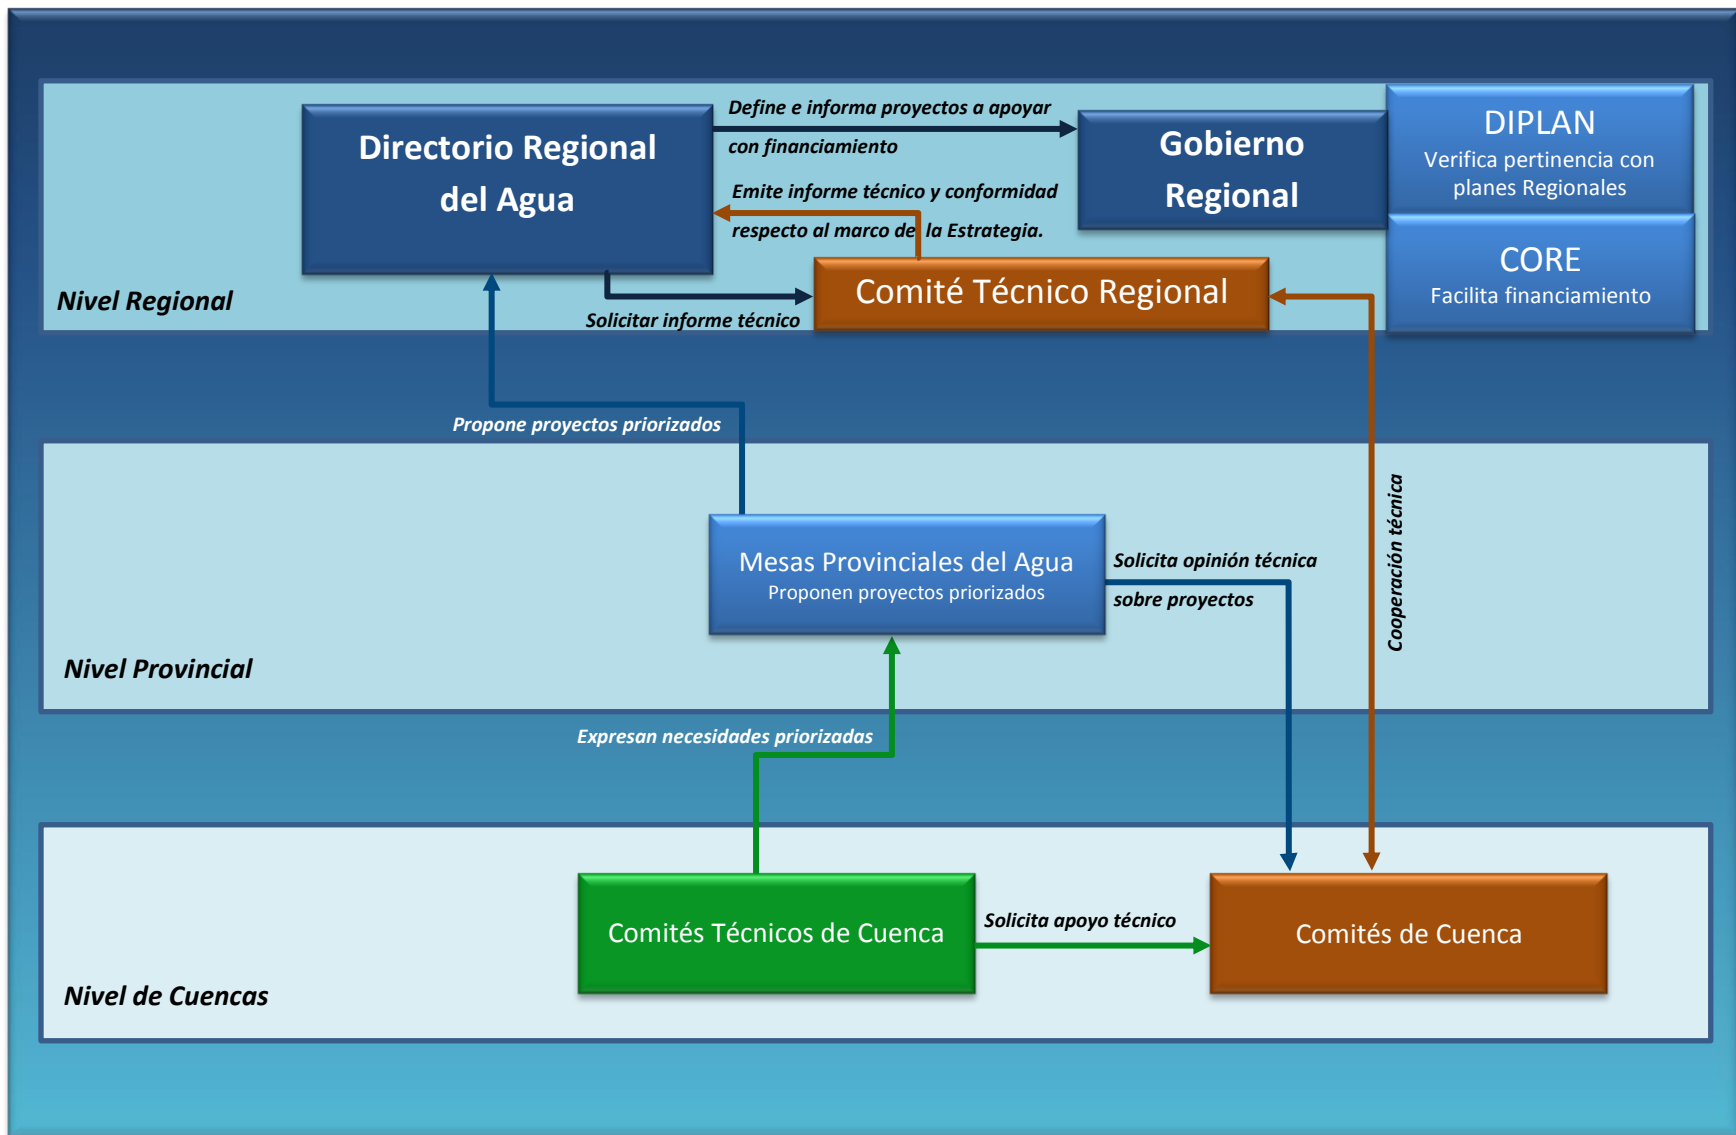 Directorio Regional
del Agua
Define e informa proyectos a apoyar
con financiamiento
Emite informe técnico y conformidad
respecto al marco de la Estrategia.
Gobierno
Regional
DIPLAN
Verifica pertinencia con
planes Regionales
CORE
Facilita financiamiento
Comité Técnico Regional
Nivel Regional
Solicitar informe técnico
Propone proyectos priorizados
Mesas Provinciales del Agua
Proponen proyectos priorizados
Solicita opinión técnica
sobre proyectos
Cooperación técnica
Nivel Provincial
Expresan necesidades priorizadas
Comités Técnicos de Cuenca
Solicita apoyo técnico
Comités de Cuenca
Nivel de Cuencas